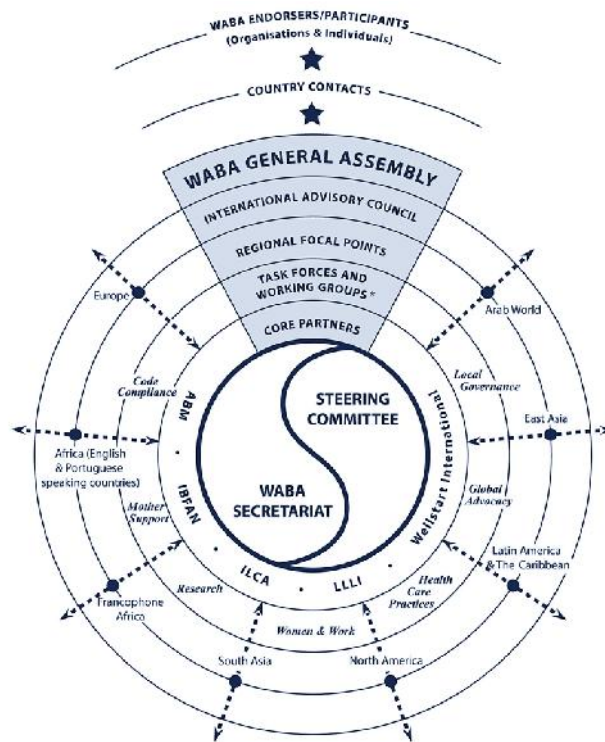 WABA ENDORSERS/PARTICIPANTS
(Organisations & Individuals)
COUNTRY CONTACTS
WABA GENERAL ASSEMBLY
INTERNATIONAL ADVISORY COUNCIL
REGIONAL FOCAL POINTS
TASK FORCES AND
WORKING GROUPS*
CORE PARTNERS
STEERING
COMMITTEE
WABA
SECRETARIAT
ABM
IBFAN
ILCA
LLLI
Wellstart International
Code
Compliance
Mother
Support
Research
Women & Work
Health
Care
Practices
Global
Advocacy
Local
Governance
Europe
Africa (English
& Portuguese
speaking countries)
Francophone
Africa
South Asia
North America
Latin America
& The Caribbean
East Asia
Arab World